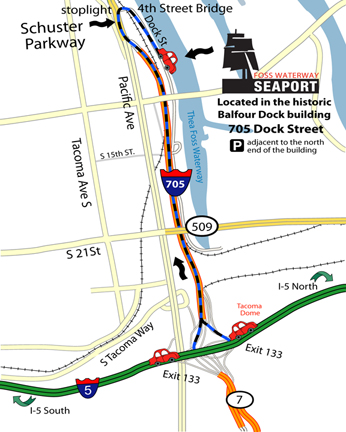 stoplight
4th Street Bridge
Schuster
Parkway
Dock St.
FOSS WATERWAY
SEAPORT
Located in the historic
Balfour Dock building
705 Dock Street
P adjacent to the north
end of the building
Pacific Ave
Tacoma Ave S
S 15th ST.
Thea Foss Waterway
705
509
S 21St
I-5 North
Tacoma
Dome
S Tacoma Way
Exit 133
Exit 133
5
7
I-5 South